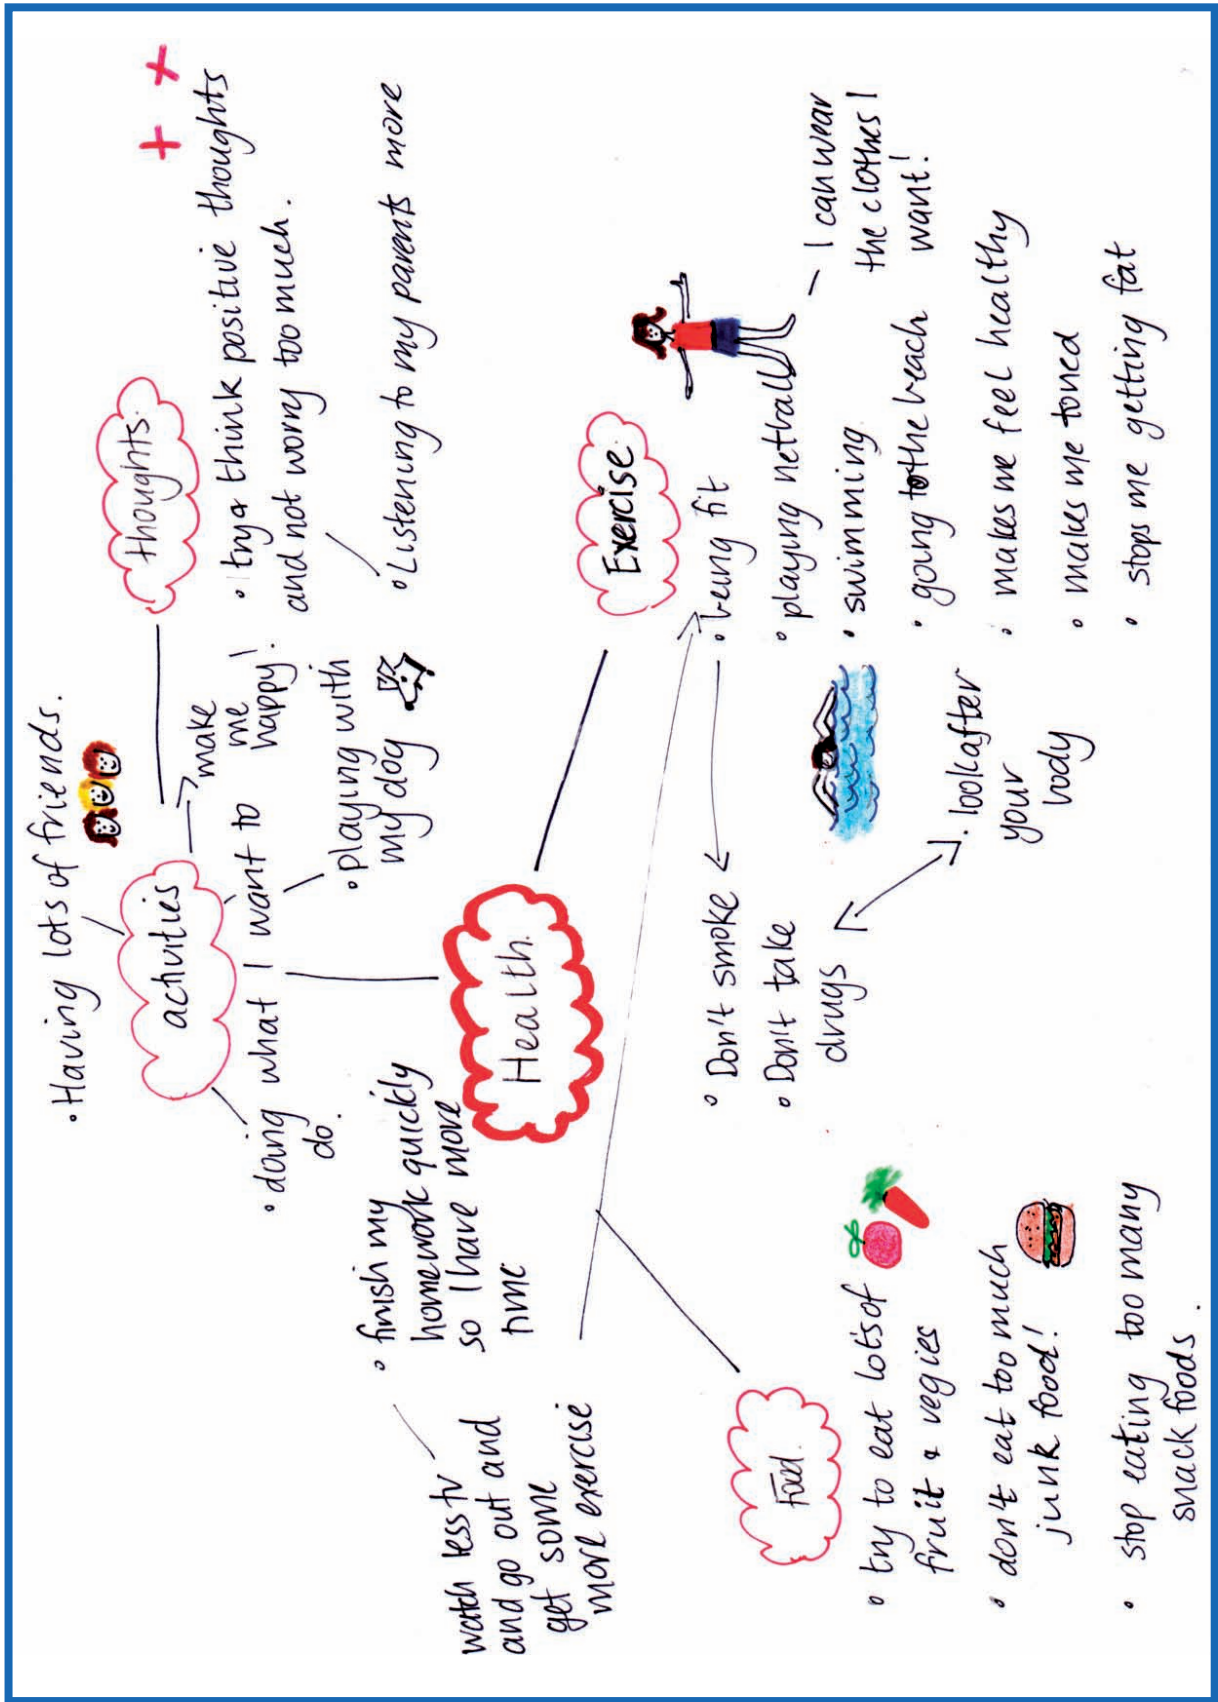 •Having lots of friends.
activities
make
me
happy!
•doing what I want to
do.
•playing with
my dog
thoughts.
• I try & think positive thoughts
and not worry too much.
•Listening to my parents more
Health.
• finish my
homework quickly
so I have more
time
watch less tv
and go out and
get some
more exercise
Exercise.
• being fit
• playing netball
– I can wear
the clothes I
want!
• swimming.
• going to the beach
• makes me feel healthy
• makes me toned
• stops me getting fat
• Don't smoke
• Don't take
drugs
. look after
your
body
Food.
• try to eat lots of
fruit & vegies
• don't eat too much
junk food!
• stop eating too many
snack foods.